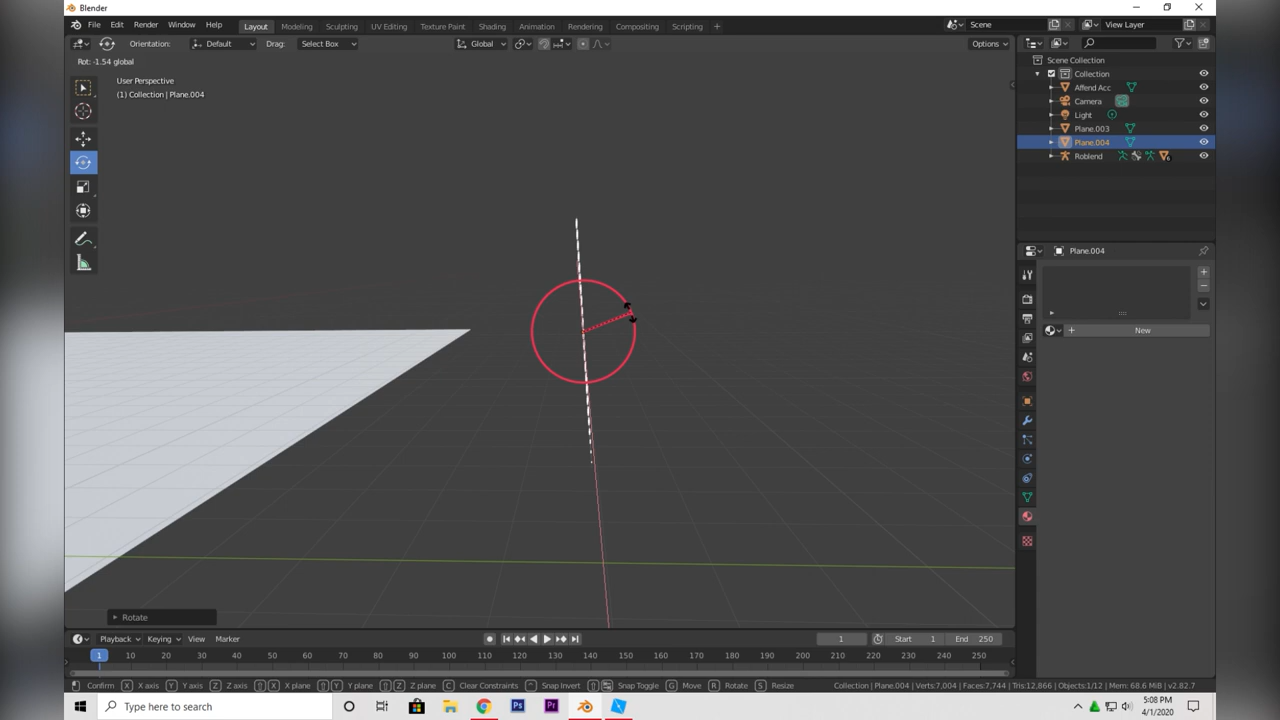 Blender
File Edit Render Window Help Layout Modeling Sculpting UV Editing Texture Paint Shading Animation Rendering Compositing Scripting + Scene View Layer
Orientation: Default Drag: Select Box Global Options
Rot: -1.54 global
User Perspective
(1) Collection | Plane.004
Scene Collection
Collection
Affend Acc
Camera
Light
Plane.003
Plane.004
Roblend
Plane.004
New
Rotate
Playback Keying View Marker 1 Start 1 End 250
1 10 20 30 40 50 60 70 80 90 100 110 120 130 140 150 160 170 180 190 200 210 220 230 240 250
Confirm X X axis Y Y axis Z Z axis X X plane Y Y plane Z Z plane C Clear Constraints Snap Invert Snap Toggle G Move R Rotate S Resize Collection | Plane.004 | Verts:7,004 | Faces:7,744 | Tris:12,866 | Objects:1/12 | Mem: 68.6 MiB | v2.82.7
Type here to search Ps Pr 5:08 PM
4/1/2020